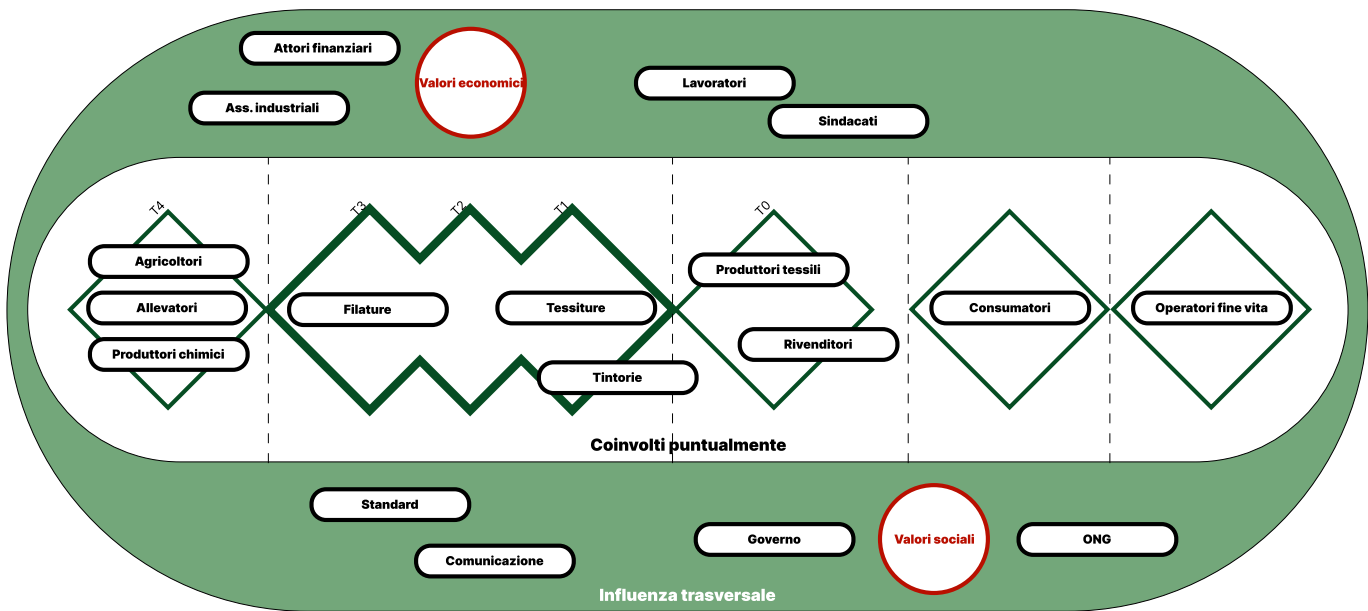 Attori finanziari
Valori economici
Lavoratori
Ass. industriali
Sindacati
T4
T3
T2
T1
T0
Agricoltori
Produttori tessili
Allevatori
Filature
Tessiture
Consumatori
Operatori fine vita
Produttori chimici
Rivenditori
Tintorie
Coinvolti puntualmente
Standard
Governo
Valori sociali
ONG
Comunicazione
Influenza trasversale